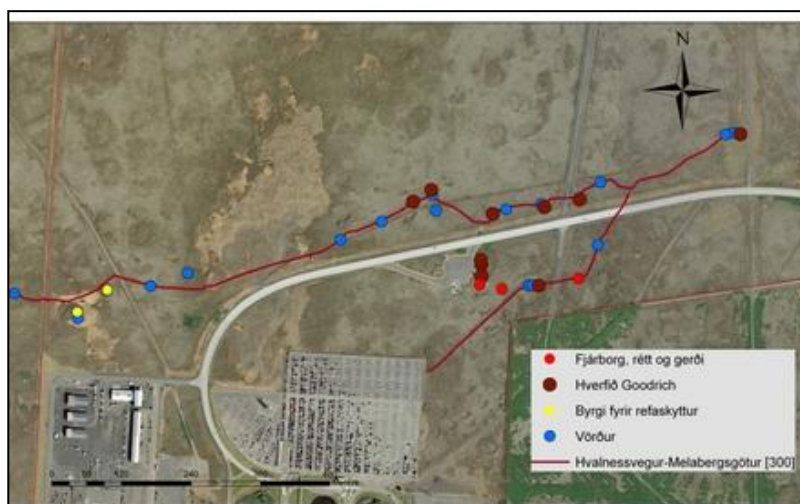 N
Fjárborg, rétt og gerði
Hverfið Goodrich
Byrgi fyrir refaskyttur
Vörður
Hvalnessvegur-Melabergsgötur [300]
0 60 120 240